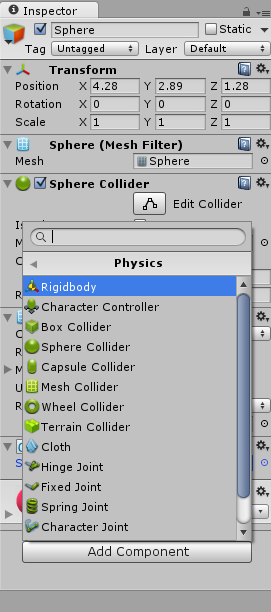 Inspector
Sphere Static
Tag Untagged Layer Default
Transform
Position X 4.28 Y 2.89 Z 1.28
Rotation X 0 Y 0 Z 0
Scale X 1 Y 1 Z 1
Sphere (Mesh Filter)
Mesh Sphere
Sphere Collider
Edit Collider
Physics
Rigidbody
Character Controller
Box Collider
Sphere Collider
Capsule Collider
Mesh Collider
Wheel Collider
Terrain Collider
Cloth
Hinge Joint
Fixed Joint
Spring Joint
Character Joint
Add Component